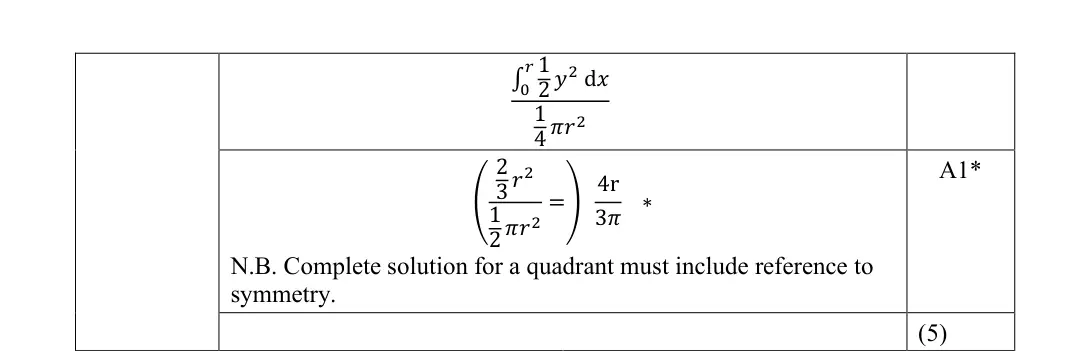 ∫₀ʳ ½y² dx
¼πr²
A1*
(⅔r² / ½πr² =) 4r/3π *
N.B. Complete solution for a quadrant must include reference to
symmetry.
(5)